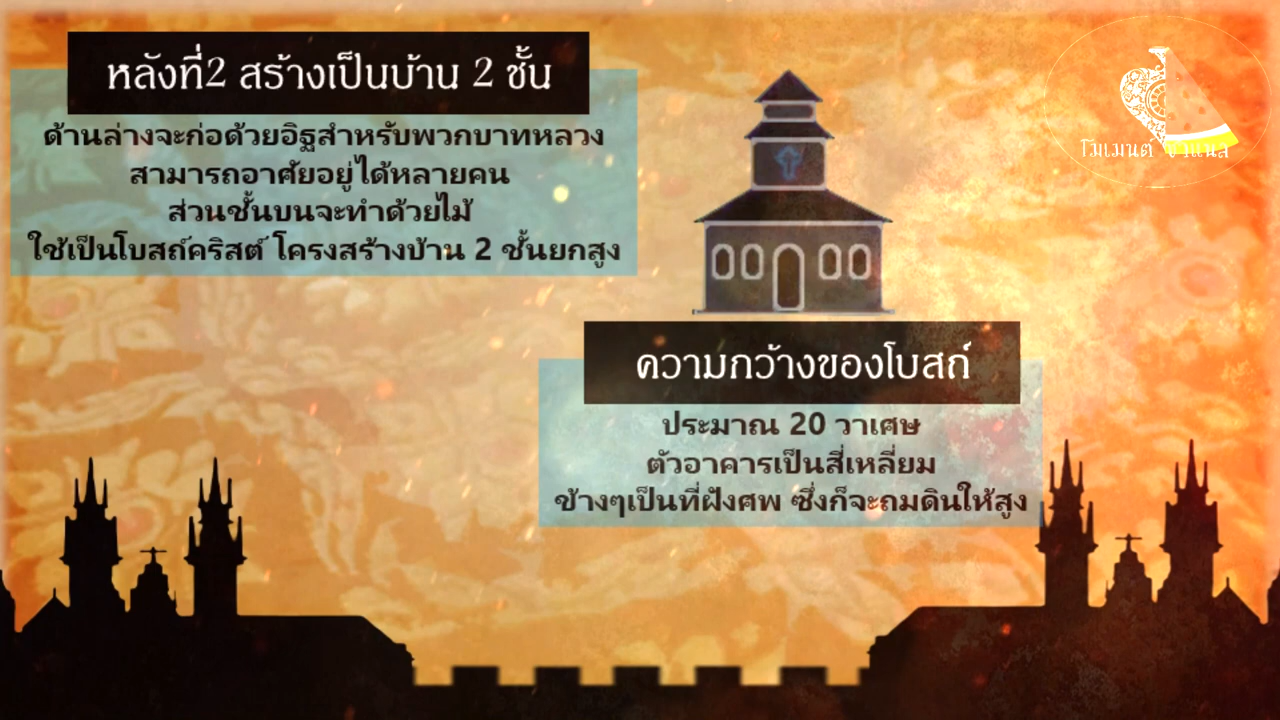 หลังที่2 สร้างเป็นบ้าน 2 ชั้น
ด้านล่างจะก่อด้วยอิฐสำหรับพวกบาทหลวง
สามารถอาศัยอยู่ได้หลายคน
ส่วนชั้นบนจะทำด้วยไม้
ใช้เป็นโบสถ์คริสต์ โครงสร้างบ้าน 2 ชั้นยกสูง
โมเมนต์ ชาแนล
ความกว้างของโบสถ์
ประมาณ 20 วาเศษ
ตัวอาคารเป็นสี่เหลี่ยม
ข้างๆเป็นที่ฝังศพ ซึ่งก็จะถมดินให้สูง